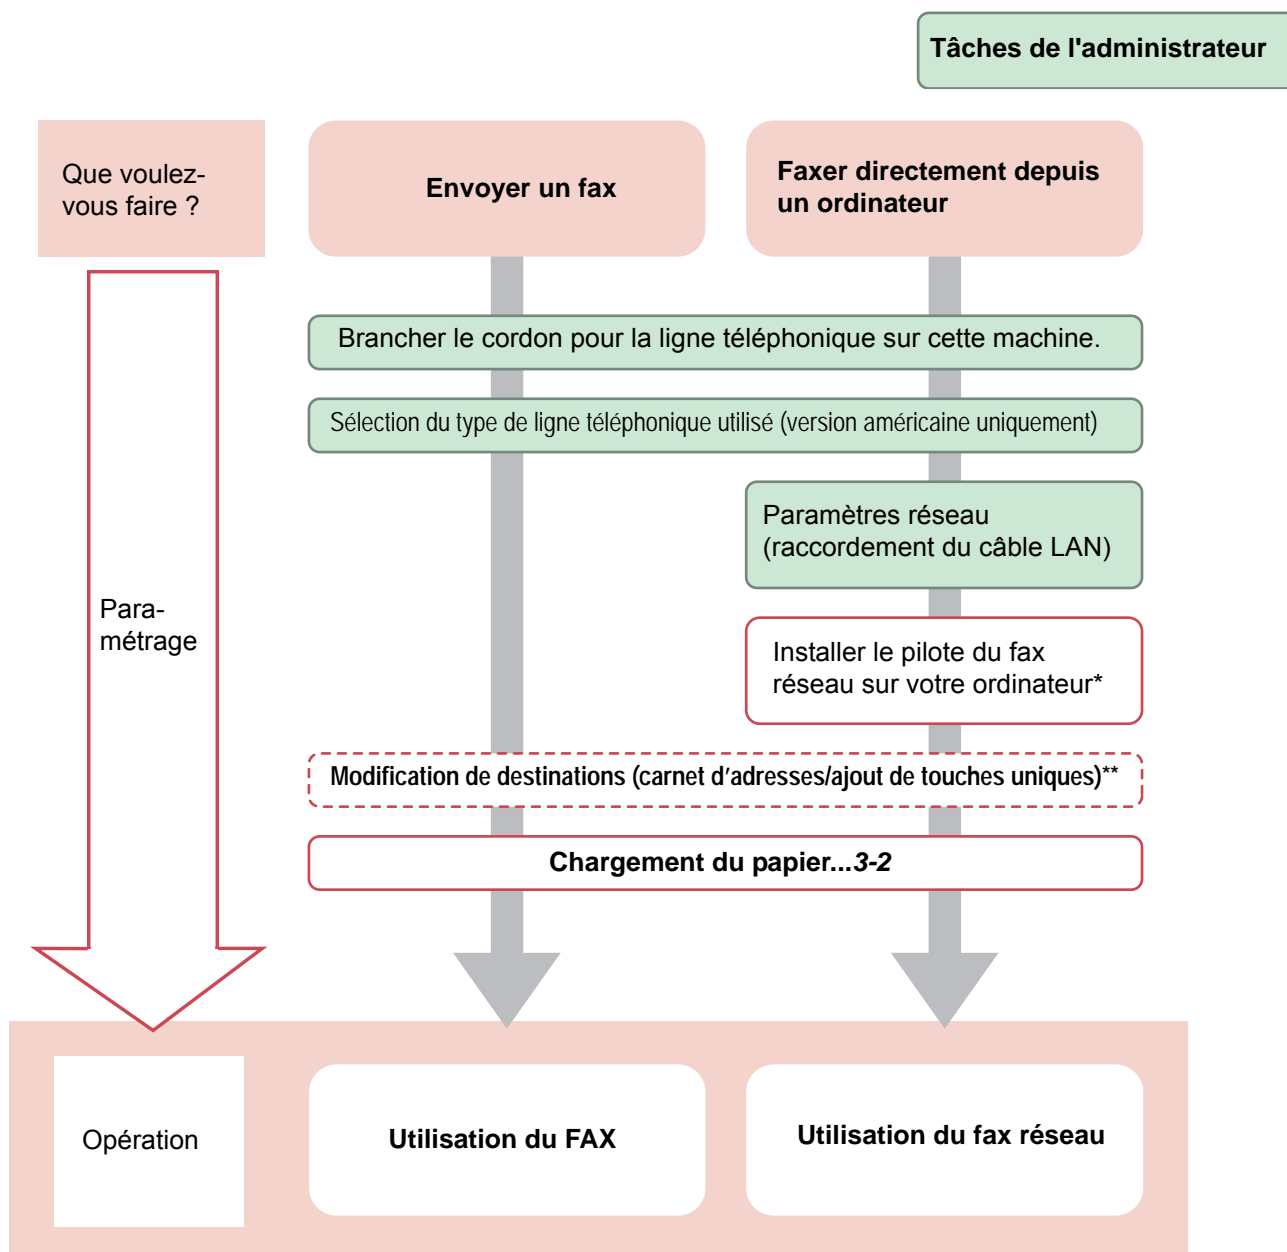 Tâches de l'administrateur
Que voulez-
vous faire ?
Envoyer un fax
Faxer directement depuis
un ordinateur
Brancher le cordon pour la ligne téléphonique sur cette machine.
Sélection du type de ligne téléphonique utilisé (version américaine uniquement)
Paramètres réseau
(raccordement du câble LAN)
Para-
métrage
Installer le pilote du fax
réseau sur votre ordinateur*
Modification de destinations (carnet d’adresses/ajout de touches uniques)**
Chargement du papier...3-2
Opération
Utilisation du FAX
Utilisation du fax réseau